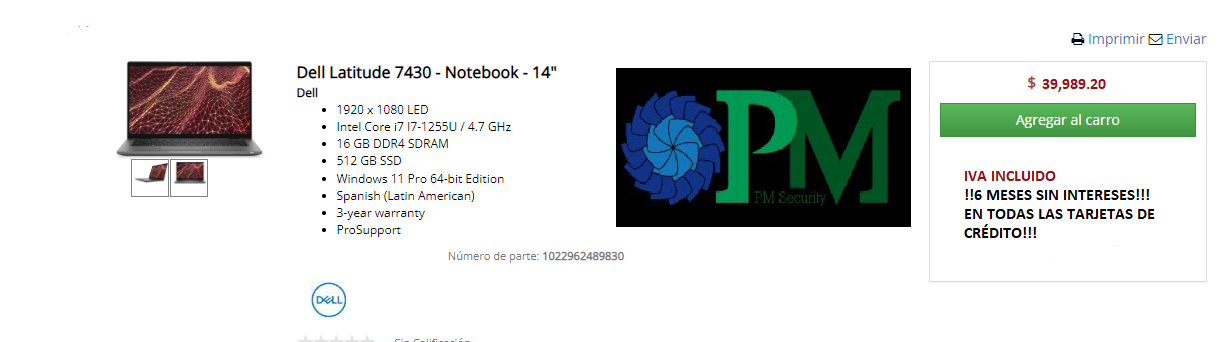 Imprimir Enviar
Dell Latitude 7430 - Notebook - 14"
Dell
1920 x 1080 LED
Intel Core i7 I7-1255U / 4.7 GHz
16 GB DDR4 SDRAM
512 GB SSD
Windows 11 Pro 64-bit Edition
Spanish (Latin American)
3-year warranty
ProSupport
Número de parte: 1022962489830
DELL
Sin Calificación
PM
PM Security
$ 39,989.20
Agregar al carro
IVA INCLUIDO
!!6 MESES SIN INTERESES!!!
EN TODAS LAS TARJETAS DE
CRÉDITO!!!